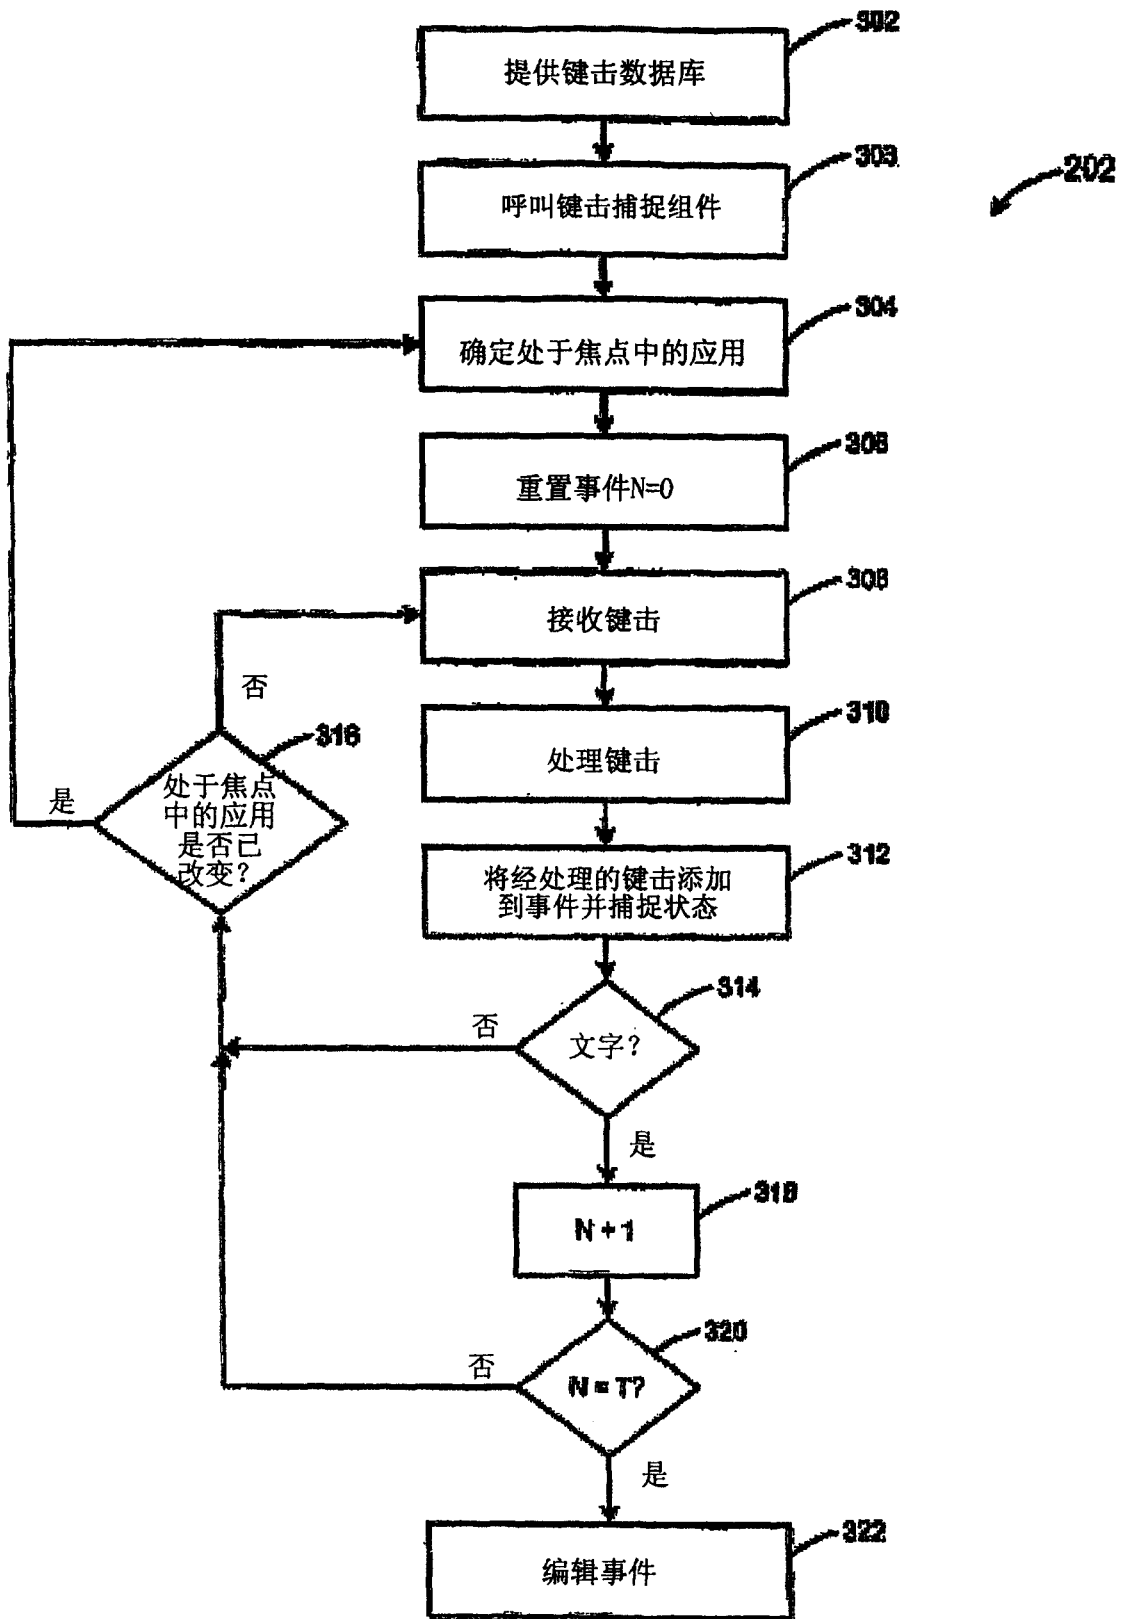 302
提供键击数据库
303
呼叫键击捕捉组件
202
304
确定处于焦点中的应用
306
重置事件N=0
308
接收键击
否
310
316
处理键击
处于焦点
中的应用
是否已
改变?
是
312
将经处理的键击添加
到事件并捕捉状态
314
否
文字?
是
318
N + 1
320
否
N = T?
是
322
编辑事件